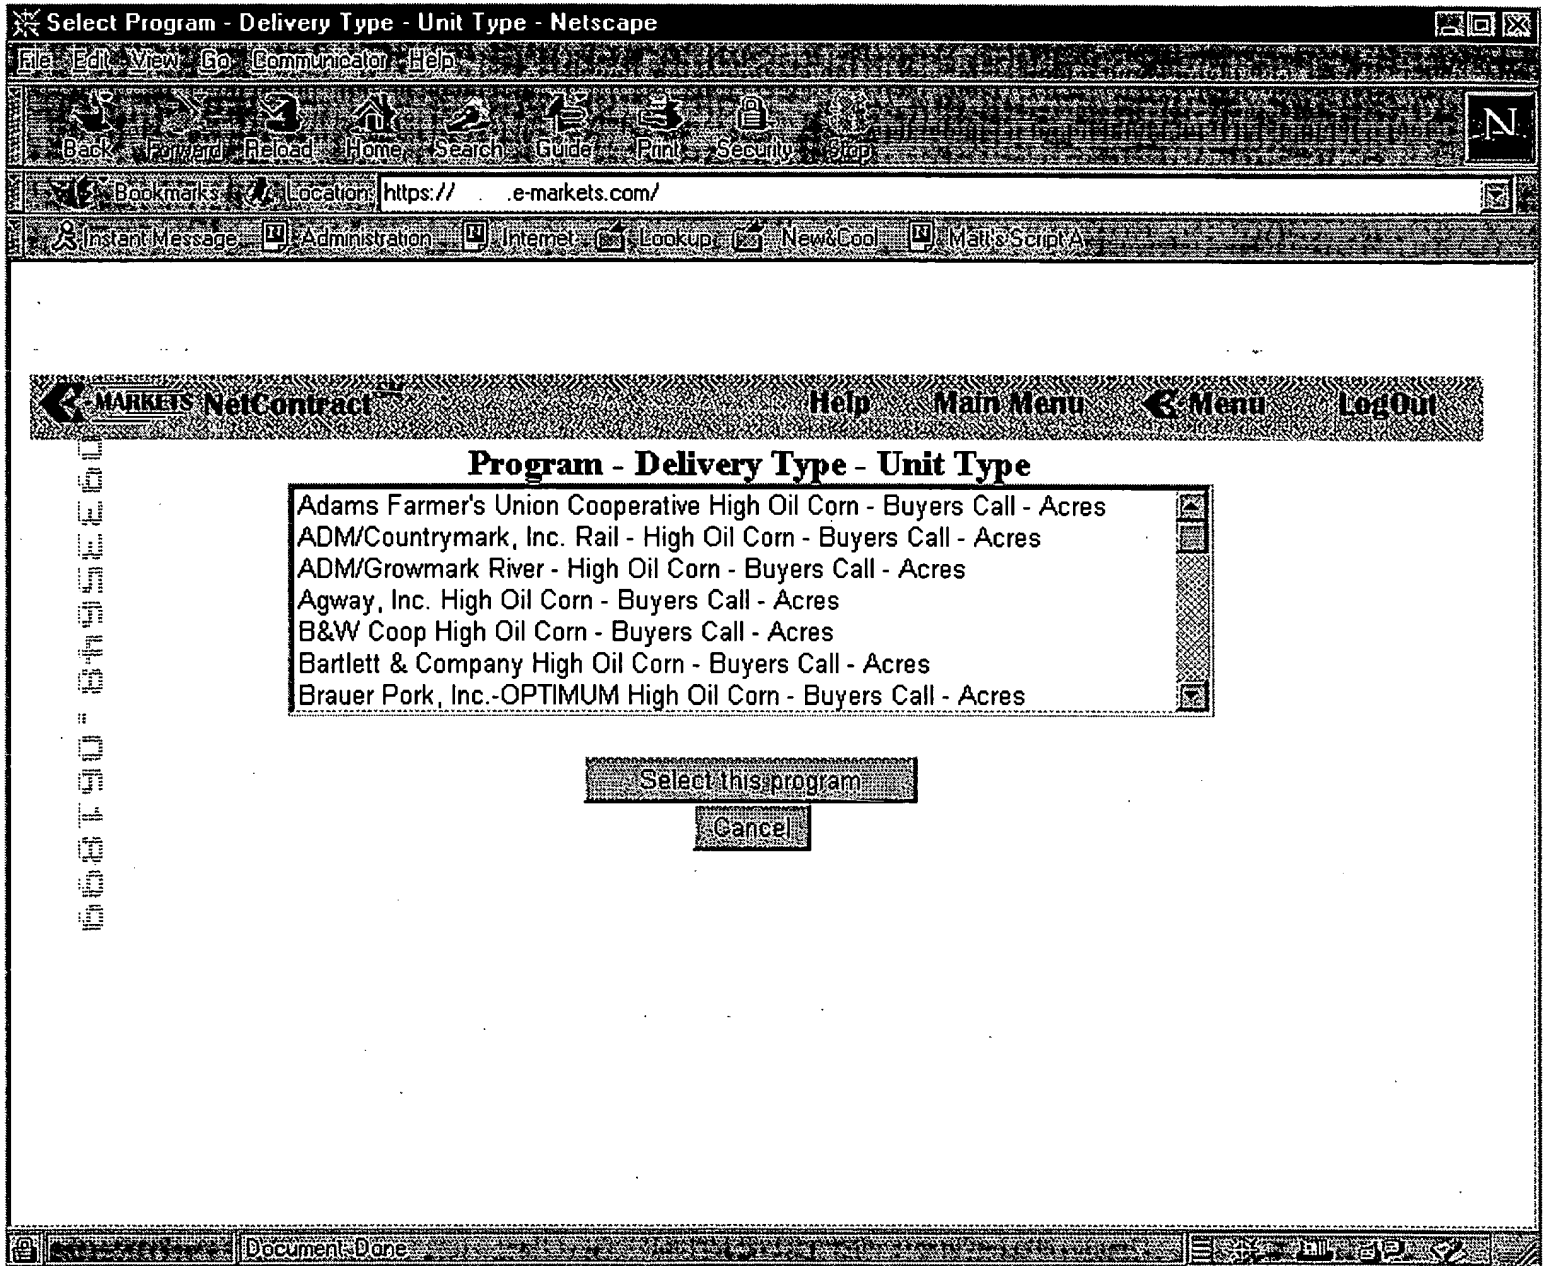 Select Program - Delivery Type - Unit Type - Netscape
File Edit View Go Communicator Help
Back Forward Reload Home Search Guide Print Security Stop
N
Bookmarks Location: https:// . .e-markets.com/
Instant Message Administration Internet Lookup New&Cool
E-MARKETS NetContract Help Main Menu E-Menu LogOut
Program - Delivery Type - Unit Type
Adams Farmer's Union Cooperative High Oil Corn - Buyers Call - Acres
ADM/Countrymark, Inc. Rail - High Oil Corn - Buyers Call - Acres
ADM/Growmark River - High Oil Corn - Buyers Call - Acres
Agway, Inc. High Oil Corn - Buyers Call - Acres
B&W Coop High Oil Corn - Buyers Call - Acres
Bartlett & Company High Oil Corn - Buyers Call - Acres
Brauer Pork, Inc.-OPTIMUM High Oil Corn - Buyers Call - Acres
Select this program
Cancel
Document: Done